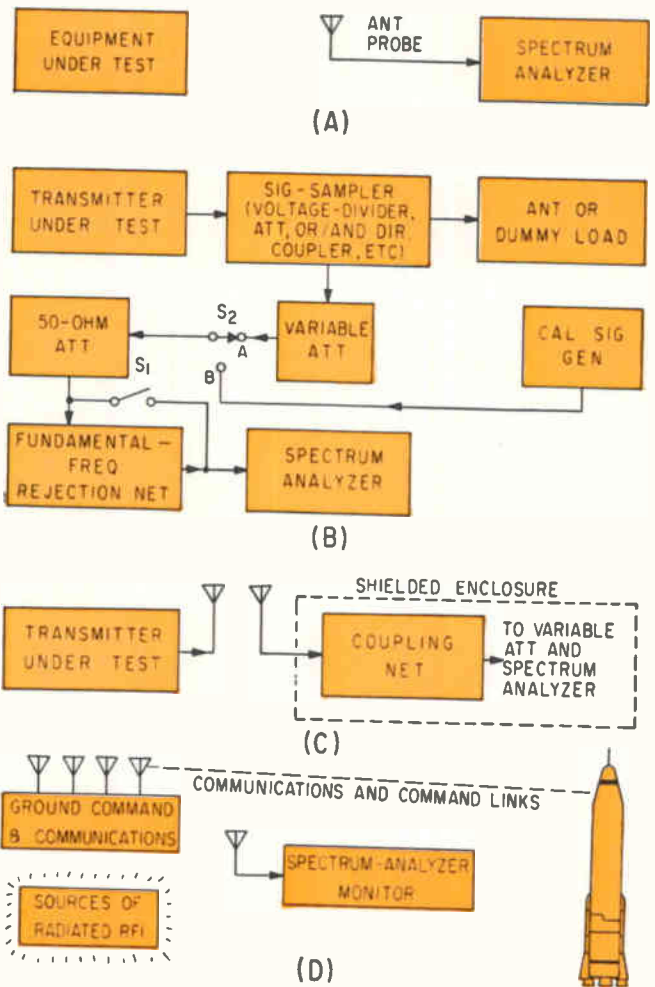 EQUIPMENT
UNDER TEST
ANT
PROBE
SPECTRUM
ANALYZER
(A)
TRANSMITTER
UNDER TEST
SIG-SAMPLER
(VOLTAGE-DIVIDER,
ATT, OR/AND DIR.
COUPLER, ETC)
ANT OR
DUMMY LOAD
50-OHM
ATT
S2
A
VARIABLE
ATT
B
CAL SIG
GEN
S1
FUNDAMENTAL-
FREQ
REJECTION NET
SPECTRUM
ANALYZER
(B)
TRANSMITTER
UNDER TEST
SHIELDED ENCLOSURE
COUPLING
NET
TO VARIABLE
ATT AND
SPECTRUM
ANALYZER
(C)
COMMUNICATIONS AND COMMAND LINKS
GROUND COMMAND
& COMMUNICATIONS
SPECTRUM-ANALYZER
MONITOR
SOURCES OF
RADIATED RFI
(D)